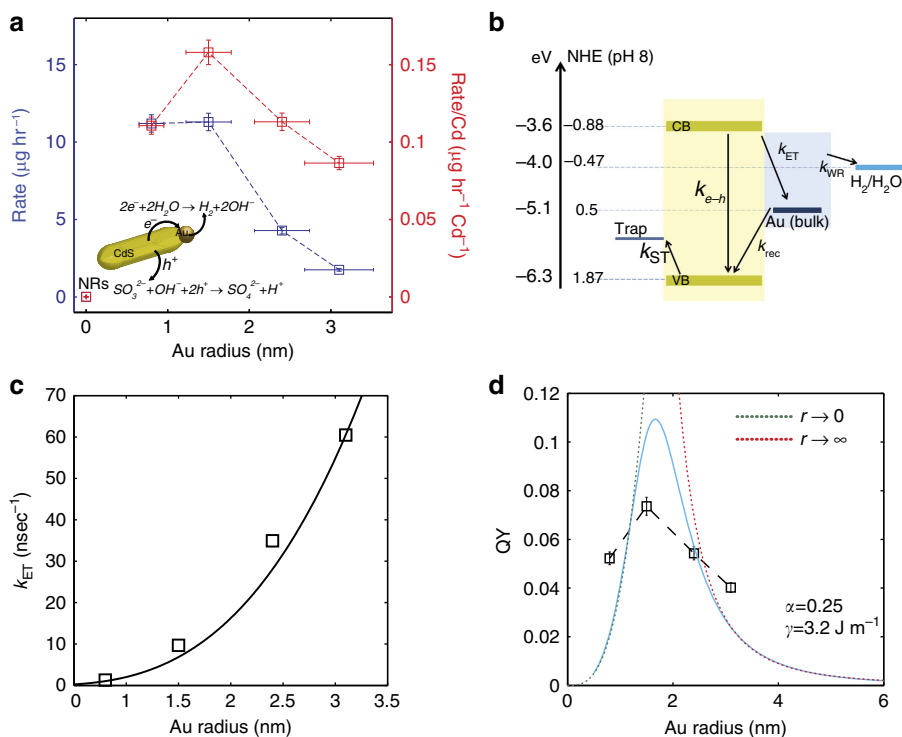 a
Rate (μg hr⁻¹)
15
10
5
0
0.15
0.1
0.05
0
Rate/Cd (μg hr⁻¹ Cd⁻¹)
2e⁻+2H₂O → H₂+2OH⁻
e⁻
Au
CdS
h⁺
NRs
SO₃²⁻+OH⁻+2h⁺→SO₄²⁻+H⁺
0 1 2 3
Au radius (nm)
b
eV NHE (pH 8)
−3.6 −0.88 CB
−4.0 −0.47
−5.1 0.5
−6.3 1.87 VB
k_ET
k_WR
H₂/H₂O
k_e–h
Au (bulk)
Trap
k_ST
k_rec
c
k_ET (nsec⁻¹)
70
60
50
40
30
20
10
0
0 0.5 1 1.5 2 2.5 3 3.5
Au radius (nm)
d
QY
0.12
0.1
0.08
0.06
0.04
0.02
0
r → 0
r → ∞
α=0.25
γ=3.2 J m⁻¹
0 2 4 6
Au radius (nm)